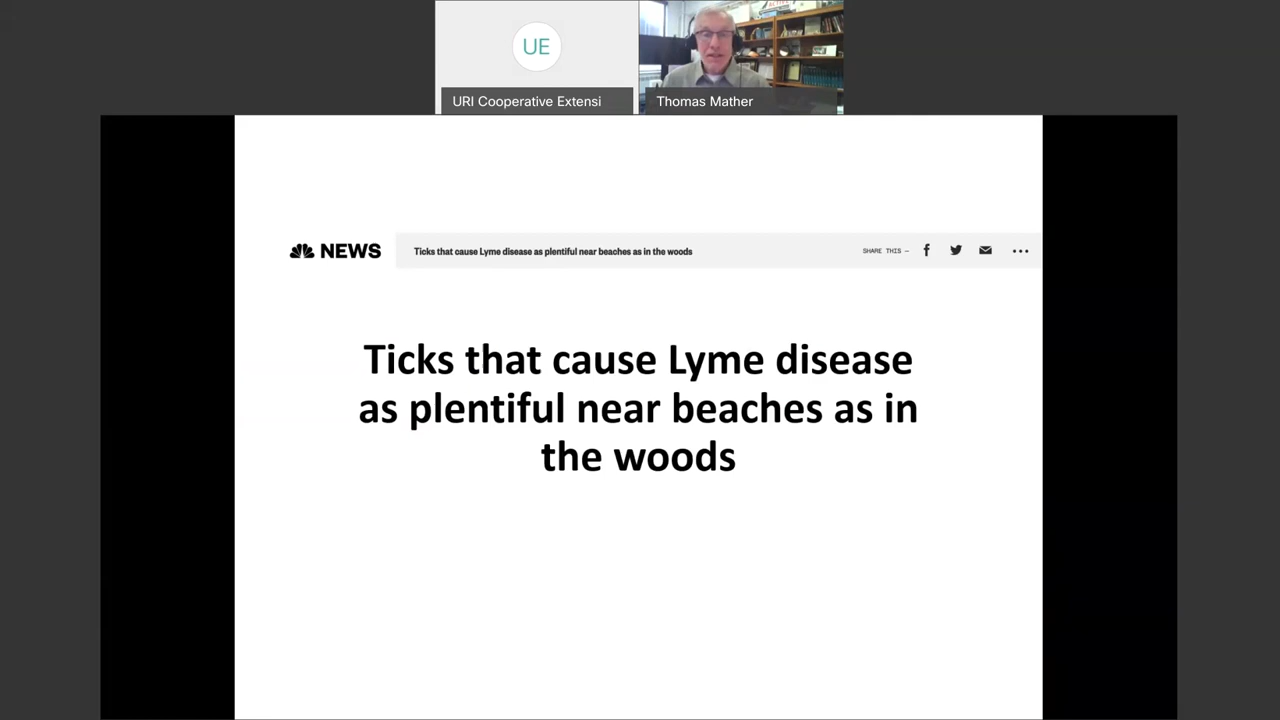 UE
URI Cooperative Extensi
Thomas Mather
NEWS
Ticks that cause Lyme disease as plentiful near beaches as in the woods
SHARE THIS –
Ticks that cause Lyme disease
as plentiful near beaches as in
the woods